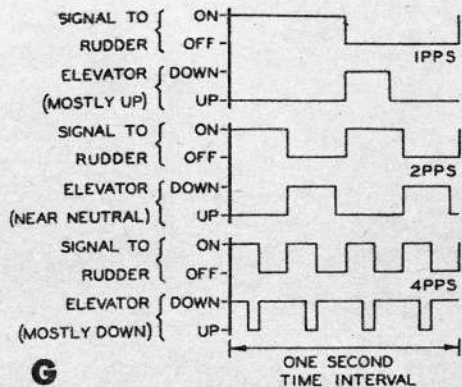 SIGNAL TO ON
RUDDER OFF
1PPS
ELEVATOR DOWN
(MOSTLY UP) UP
SIGNAL TO ON
RUDDER OFF
2PPS
ELEVATOR DOWN
(NEAR NEUTRAL) UP
SIGNAL TO ON
RUDDER OFF
4PPS
ELEVATOR DOWN
(MOSTLY DOWN) UP
G
ONE SECOND
TIME INTERVAL